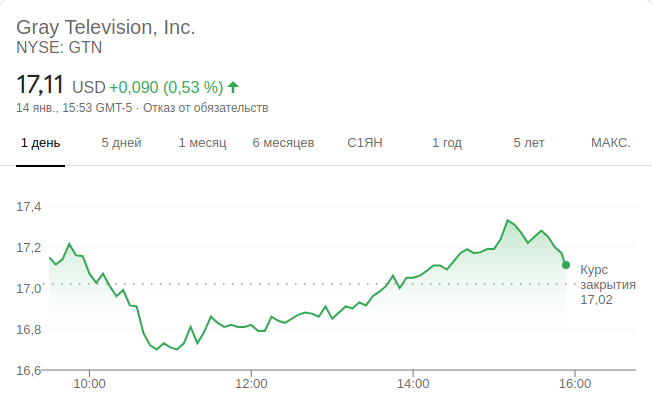 Gray Television, Inc.
NYSE: GTN
17,11 USD +0,090 (0,53 %)
14 янв., 15:53 GMT-5 · Отказ от обязательств
1 день 5 дней 1 месяц 6 месяцев С1ЯН 1 год 5 лет МАКС.
17,4
17,2
17,0
16,8
16,6
Курс
закрытия
17,02
10:00 12:00 14:00 16:00